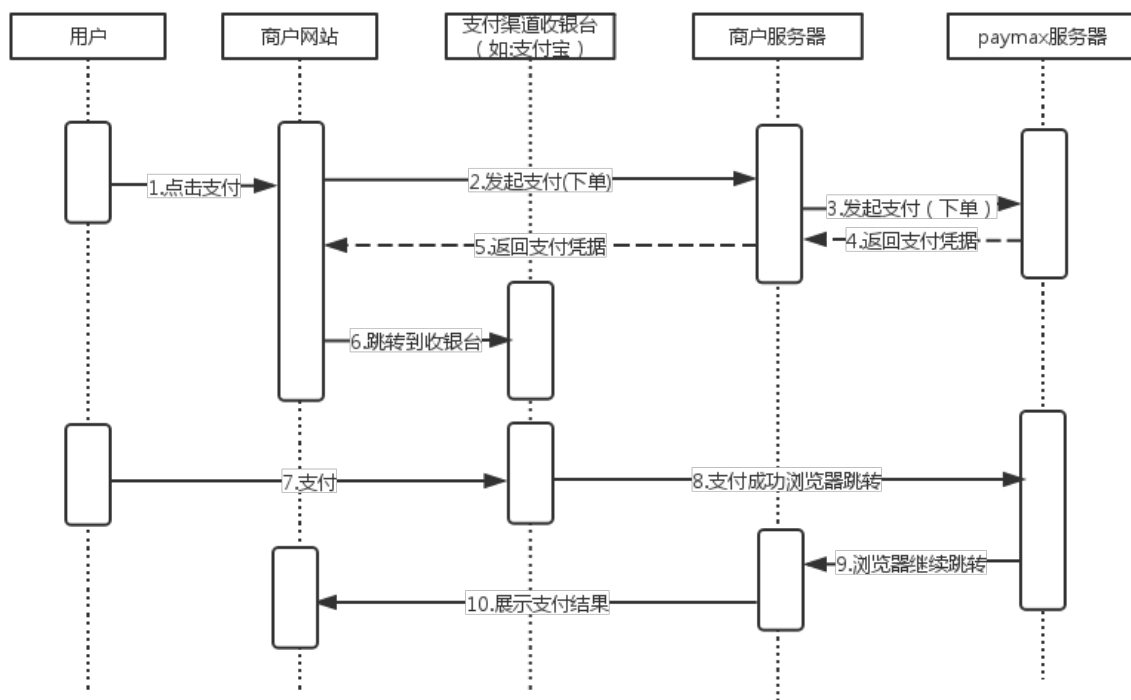 用户
商户网站
支付渠道收银台
（如:支付宝）
商户服务器
paymax服务器
1.点击支付
2.发起支付(下单)
3.发起支付（下单）
4.返回支付凭据
5.返回支付凭据
6.跳转到收银台
7.支付
8.支付成功浏览器跳转
9.浏览器继续跳转
10.展示支付结果